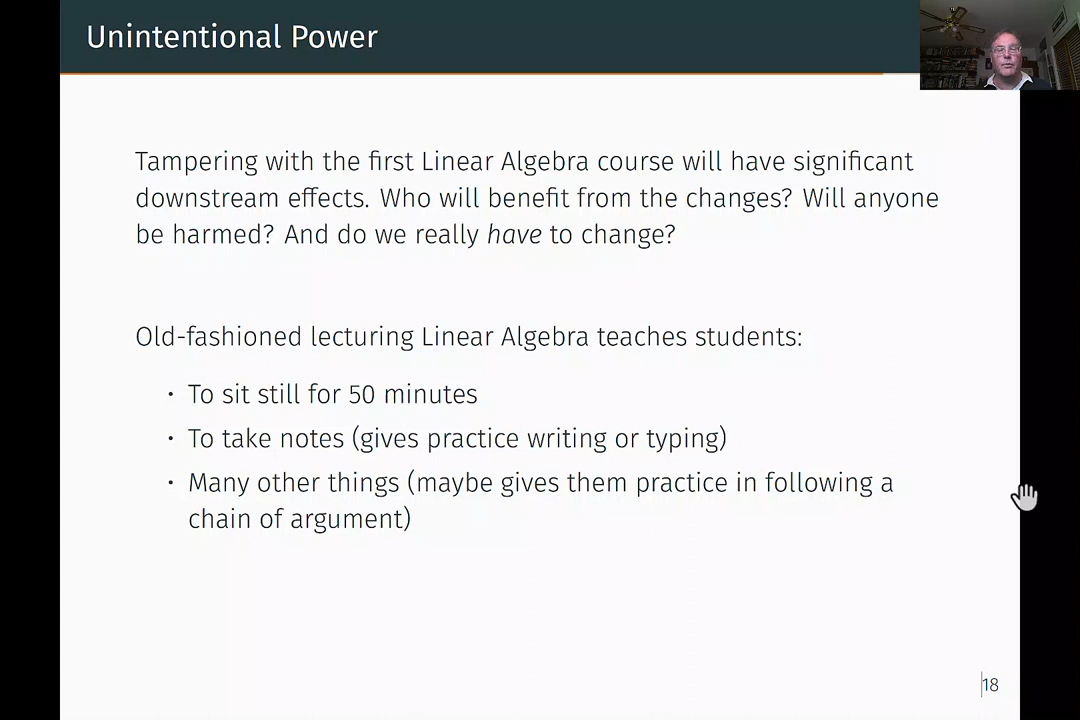 Unintentional Power
Tampering with the first Linear Algebra course will have significant
downstream effects. Who will benefit from the changes? Will anyone
be harmed? And do we really have to change?
Old-fashioned lecturing Linear Algebra teaches students:
• To sit still for 50 minutes
• To take notes (gives practice writing or typing)
• Many other things (maybe gives them practice in following a
chain of argument)
18